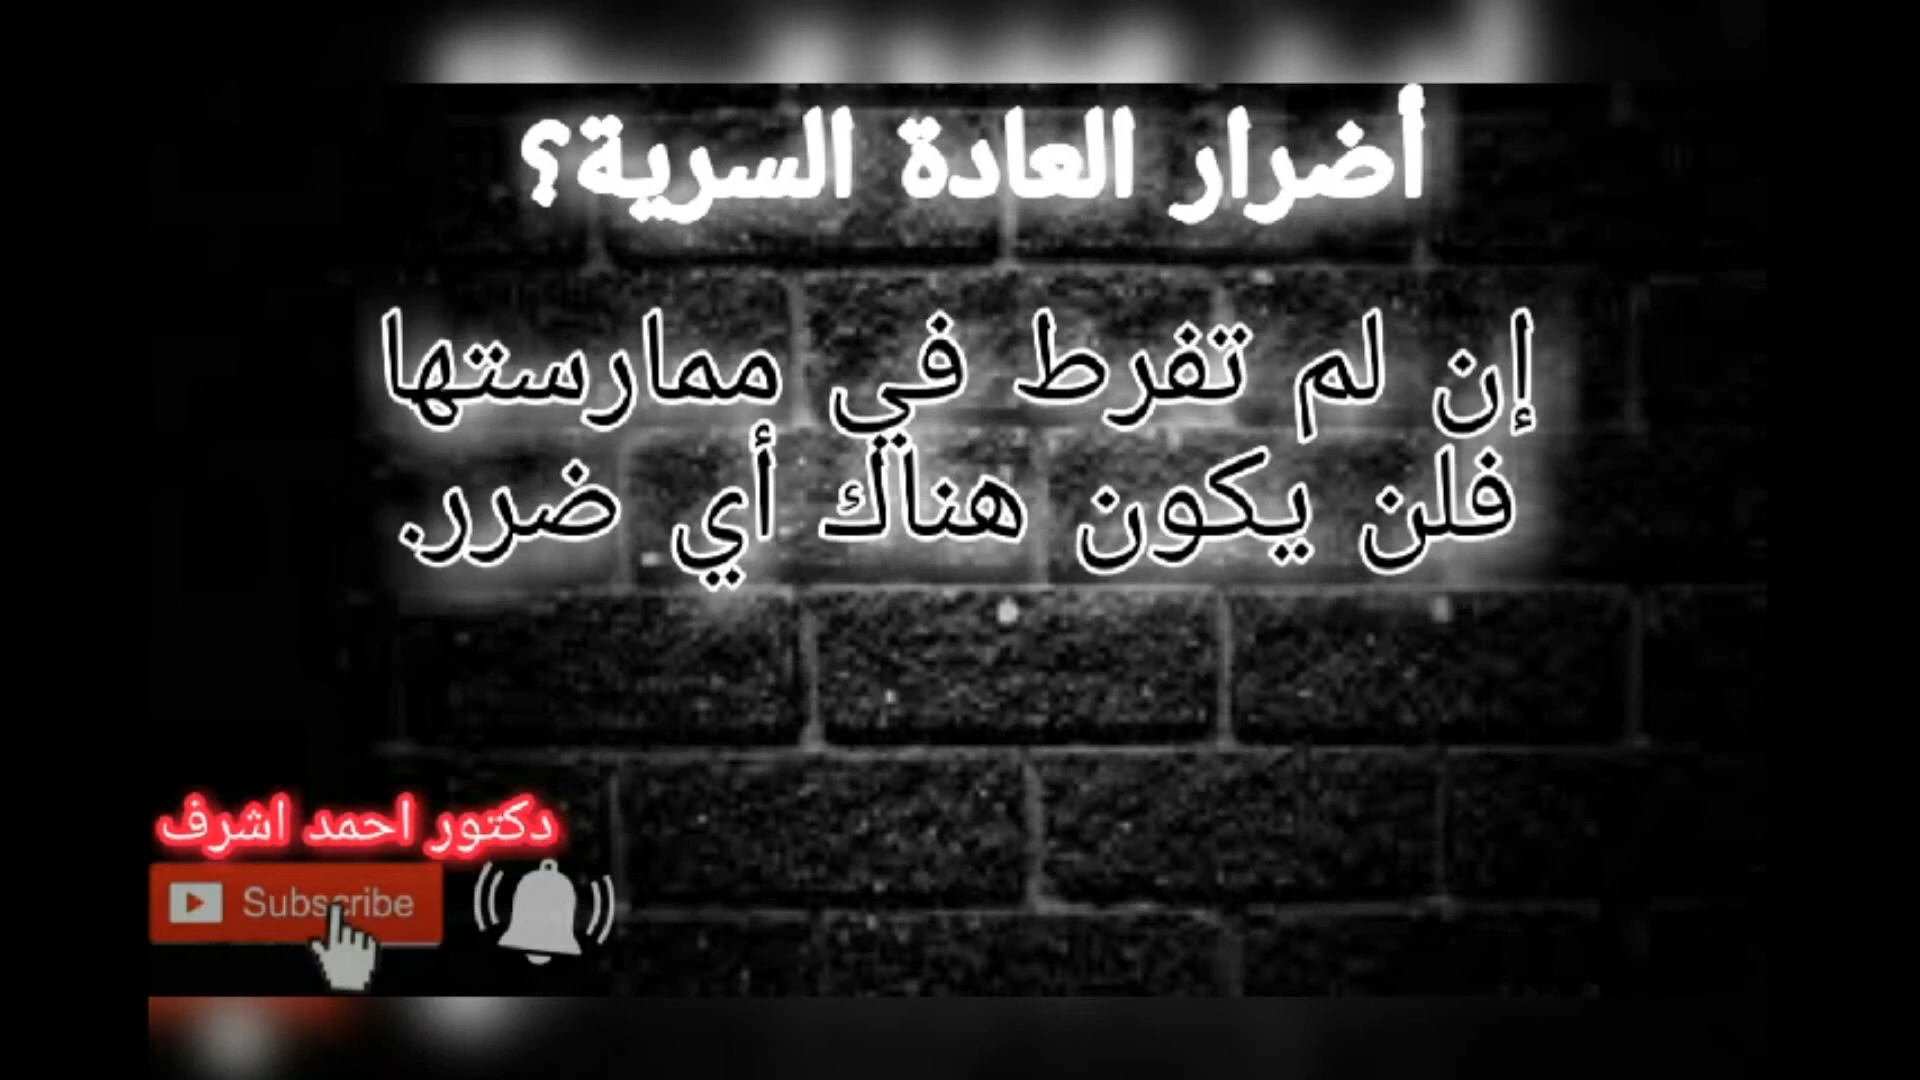 أضرار العادة السرية؟
إن لم تفرط في ممارستها
فلن يكون هناك أي ضرر.
دكتور احمد اشرف
Subscribe